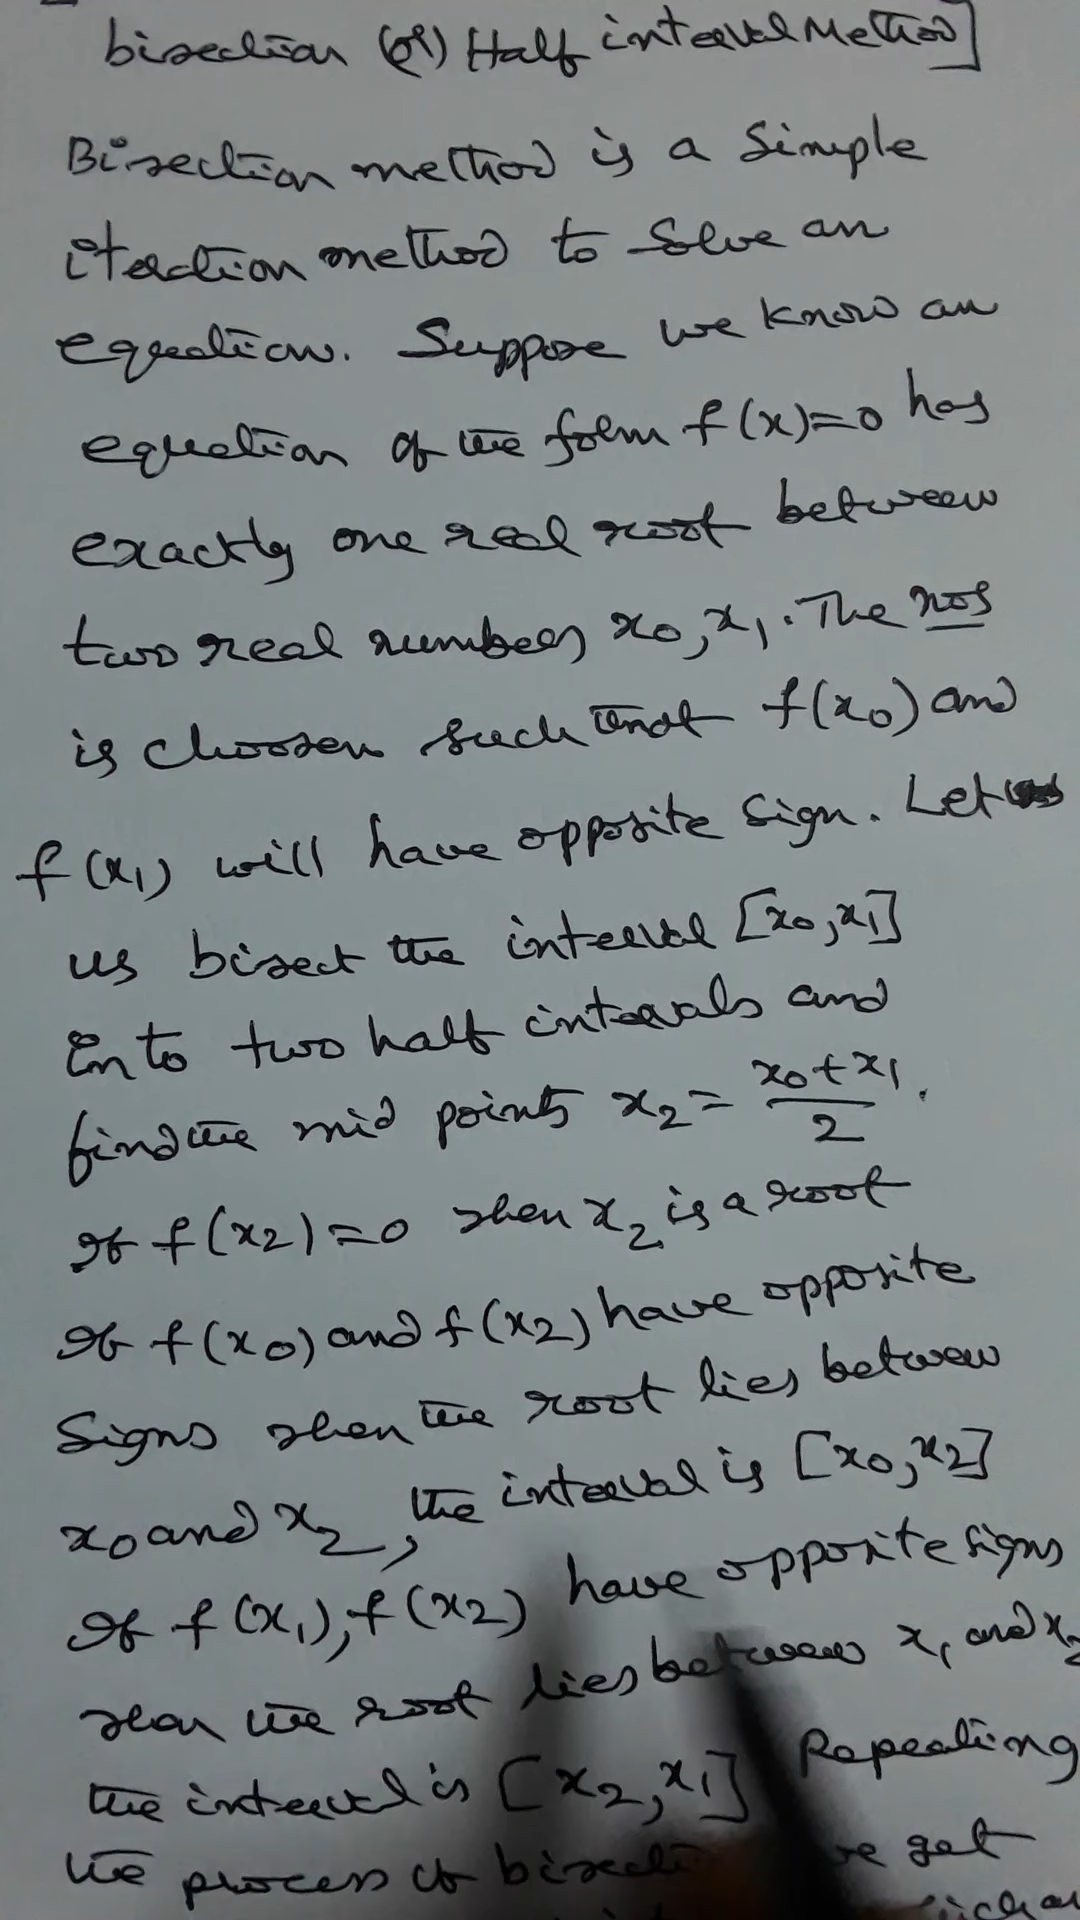 bisection (or) Half interval Method]
Bisection method is a simple
iteration method to solve an
equation. Suppose we know an
equation of the form f(x)=0 has
exactly one real root between
two real numbers x0,x1. The nos
is choosen such that f(x0) and
f(x1) will have opposite sign. Let
us bisect the interval [x0,x1]
into two half intervals and
find the mid points x2 = x0+x1/2.
If f(x2)=0 then x2 is a root
If f(x0) and f(x2) have opposite
signs then the root lies between
x0 and x2, the interval is [x0,x2]
If f(x1), f(x2) have opposite signs
then the root lies between x1 and x2
the interval is [x2,x1] Repeating
the process of bisecti get